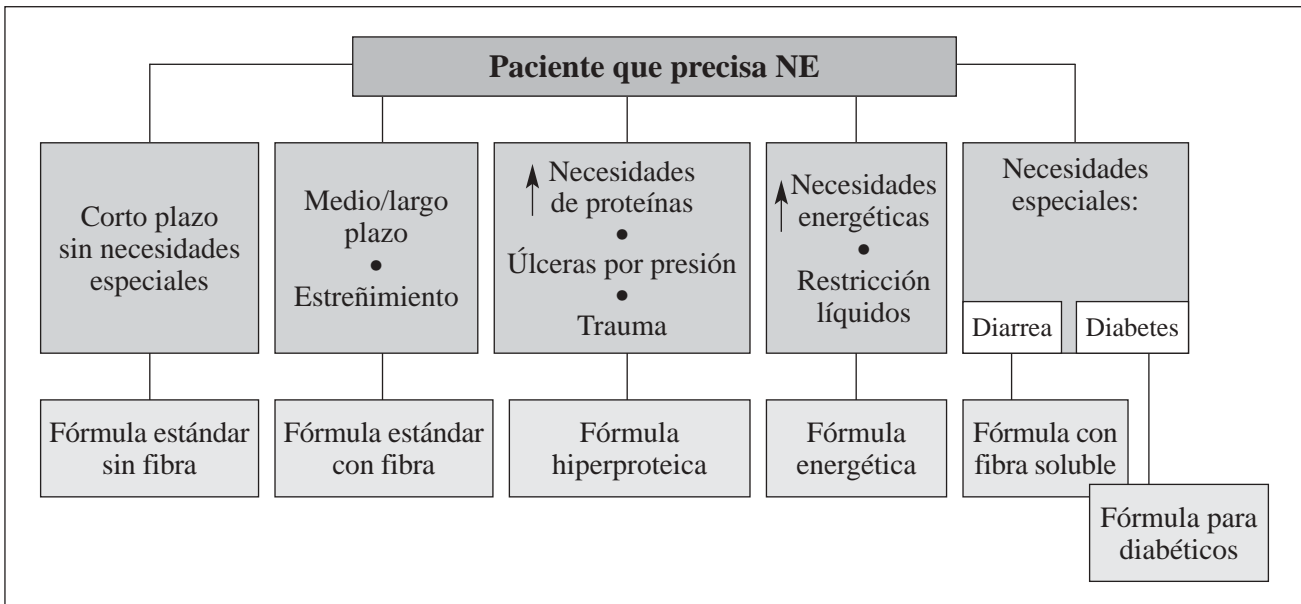 Paciente que precisa NE
Corto plazo
sin necesidades
especiales
Medio/largo
plazo
•
Estreñimiento
↑ Necesidades
de proteínas
•
Úlceras por presión
•
Trauma
↑ Necesidades
energéticas
•
Restricción
líquidos
Necesidades
especiales:
Diarrea
Diabetes
Fórmula estándar
sin fibra
Fórmula estándar
con fibra
Fórmula
hiperproteica
Fórmula
energética
Fórmula con
fibra soluble
Fórmula para
diabéticos